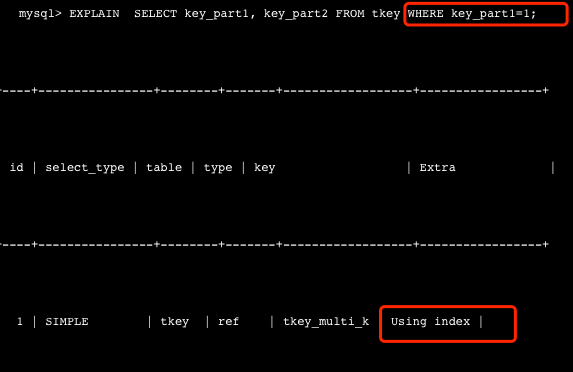 mysql> EXPLAIN  SELECT key_part1, key_part2 FROM tkey WHERE key_part1=1;
----+---------------+--------+-------+-----------------+----------------+
id | select_type | table | type | key | Extra |
----+---------------+--------+-------+-----------------+----------------+
1 | SIMPLE | tkey | ref | tkey_multi_k Using index |